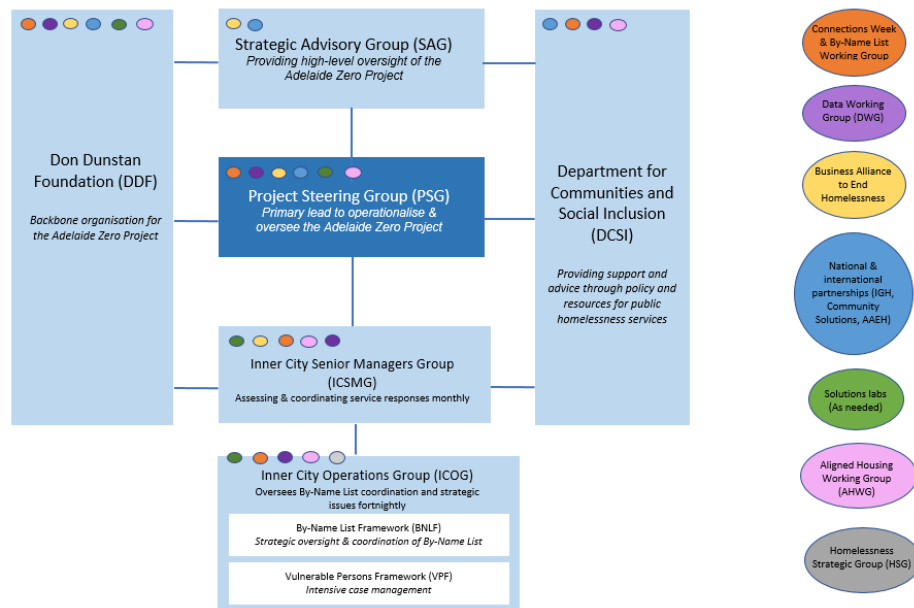 Strategic Advisory Group (SAG)
Providing high-level oversight of the
Adelaide Zero Project
Don Dunstan
Foundation (DDF)
Backbone organisation for
the Adelaide Zero Project
Project Steering Group (PSG)
Primary lead to operationalise &
oversee the Adelaide Zero Project
Department for
Communities and
Social Inclusion
(DCSI)
Providing support and
advice through policy and
resources for public
homelessness services
Inner City Senior Managers Group
(ICSMG)
Assessing & coordinating service responses monthly
Inner City Operations Group (ICOG)
Oversees By-Name List coordination and strategic
issues fortnightly
By-Name List Framework (BNLF)
Strategic oversight & coordination of By-Name List
Vulnerable Persons Framework (VPF)
Intensive case management
Connections Week
& By-Name List
Working Group
Data Working
Group (DWG)
Business Alliance
to End
Homelessness
National &
international
partnerships (IGH,
Community
Solutions, AAEH)
Solutions labs
(As needed)
Aligned Housing
Working Group
(AHWG)
Homelessness
Strategic Group (HSG)